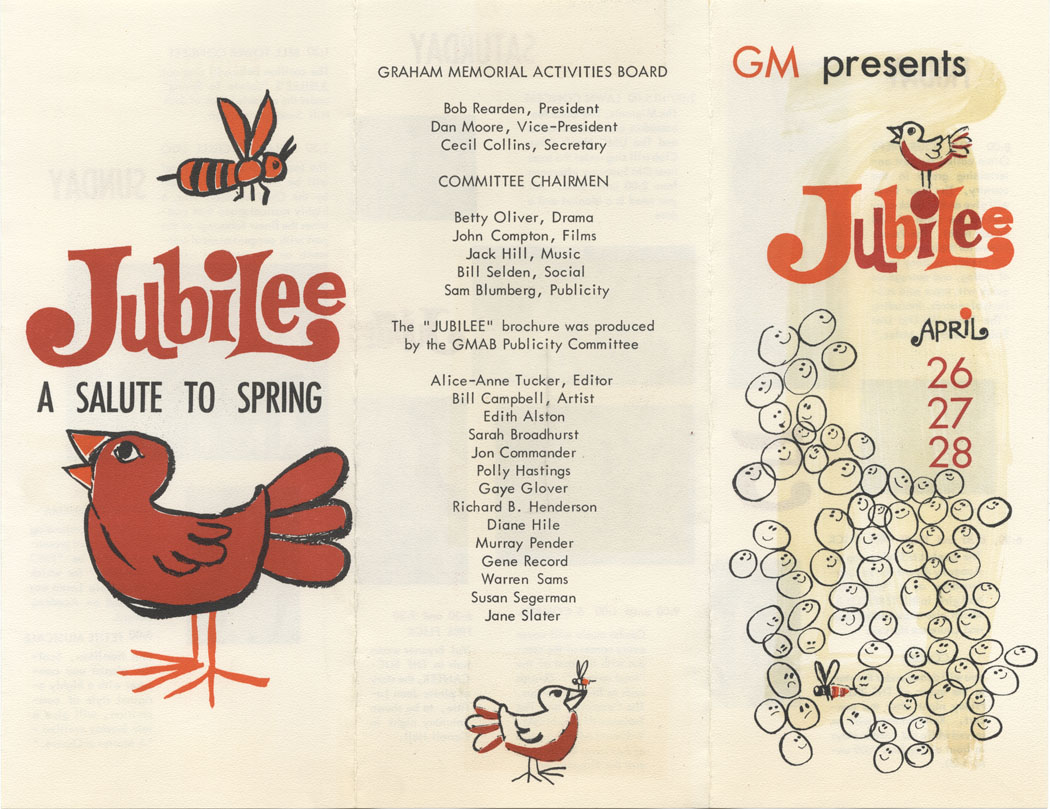 Jubilee
A SALUTE TO SPRING
GRAHAM MEMORIAL ACTIVITIES BOARD
Bob Rearden, President
Dan Moore, Vice-President
Cecil Collins, Secretary
COMMITTEE CHAIRMEN
Betty Oliver, Drama
John Compton, Films
Jack Hill, Music
Bill Selden, Social
Sam Blumberg, Publicity
The "JUBILEE" brochure was produced
by the GMAB Publicity Committee
Alice-Anne Tucker, Editor
Bill Campbell, Artist
Edith Alston
Sarah Broadhurst
Jon Commander
Polly Hastings
Gaye Glover
Richard B. Henderson
Diane Hile
Murray Pender
Gene Record
Warren Sams
Susan Segerman
Jane Slater
GM presents
Jubilee
APRIL
26
27
28